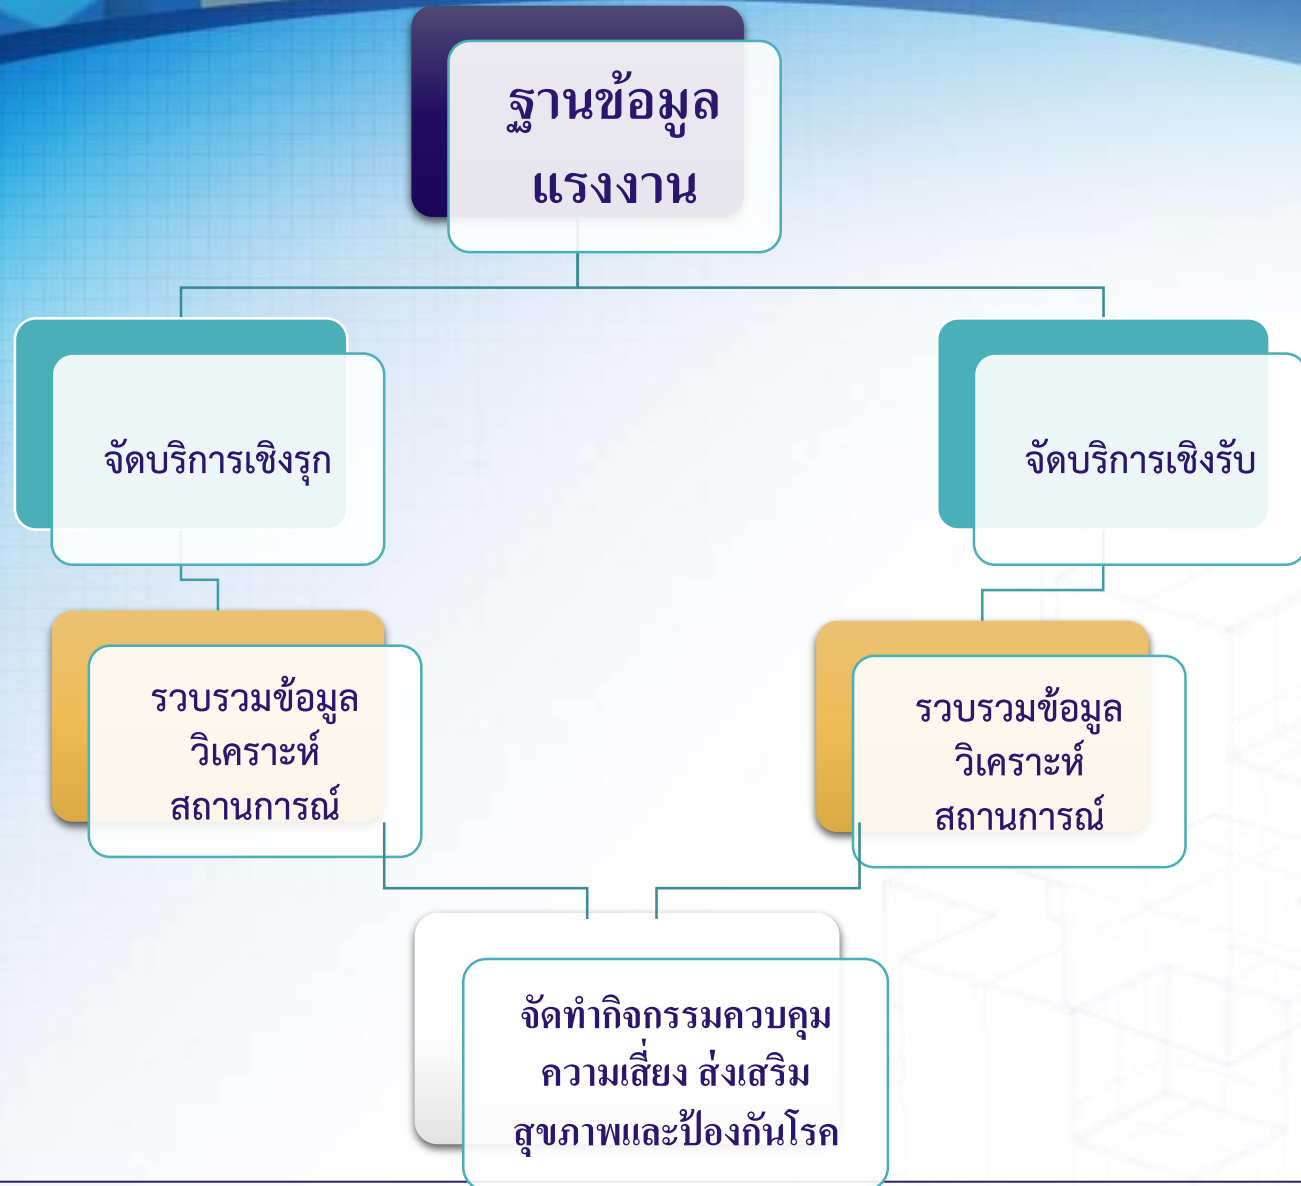 ฐานข้อมูล
แรงงาน
จัดบริการเชิงรุก
จัดบริการเชิงรับ
รวบรวมข้อมูล
วิเคราะห์
สถานการณ์
รวบรวมข้อมูล
วิเคราะห์
สถานการณ์
จัดทำกิจกรรมควบคุม
ความเสี่ยง ส่งเสริม
สุขภาพและป้องกันโรค